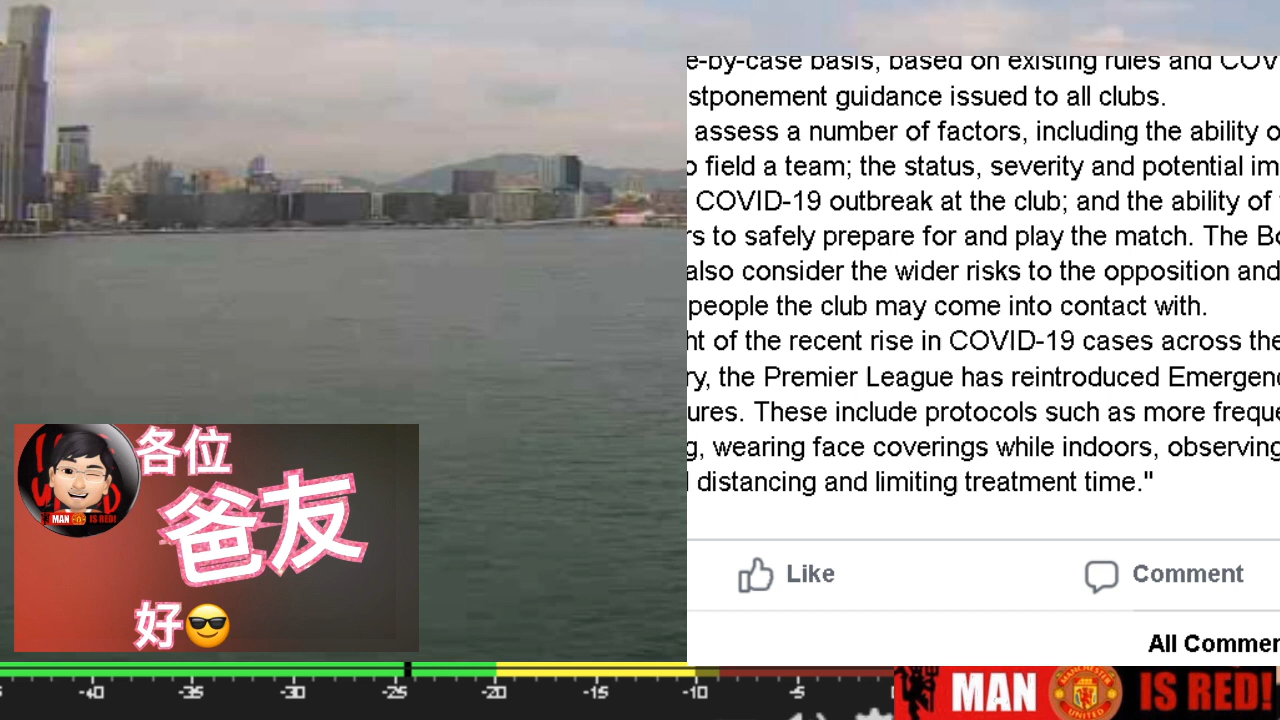 e-by-case basis, based on existing rules and COV
stponement guidance issued to all clubs.
assess a number of factors, including the ability o
o field a team; the status, severity and potential im
COVID-19 outbreak at the club; and the ability of
rs to safely prepare for and play the match. The Bo
also consider the wider risks to the opposition and
people the club may come into contact with.
ht of the recent rise in COVID-19 cases across the
ry, the Premier League has reintroduced Emergenc
ures. These include protocols such as more freque
g, wearing face coverings while indoors, observing
l distancing and limiting treatment time."
Like
Comment
All Commen
各位
爸友
好😎
MAN IS RED!
-40 -35 -30 -25 -20 -15 -10 -5
MAN IS RED!
MANCHESTER
UNITED